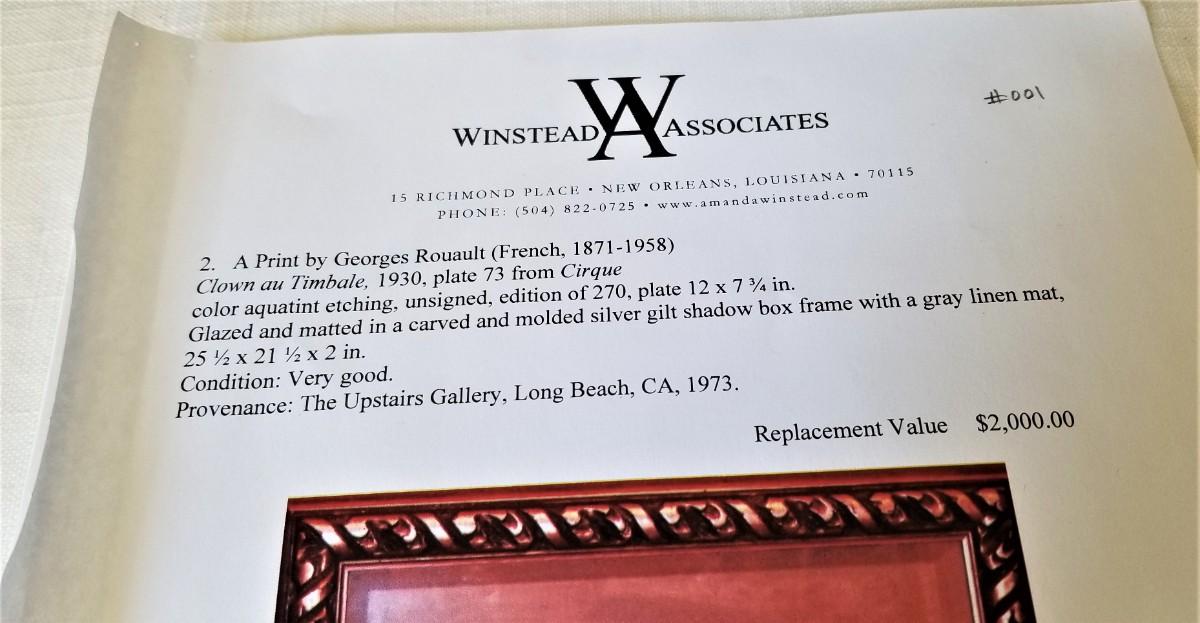 #001
WINSTEAD WA ASSOCIATES
15 RICHMOND PLACE • NEW ORLEANS, LOUISIANA • 70115
PHONE: (504) 822-0725 • www.amandawinstead.com
2. A Print by Georges Rouault (French, 1871-1958)
Clown au Timbale, 1930, plate 73 from Cirque
color aquatint etching, unsigned, edition of 270, plate 12 x 7 ¾ in.
Glazed and matted in a carved and molded silver gilt shadow box frame with a gray linen mat,
25 ½ x 21 ½ x 2 in.
Condition: Very good.
Provenance: The Upstairs Gallery, Long Beach, CA, 1973.
Replacement Value $2,000.00